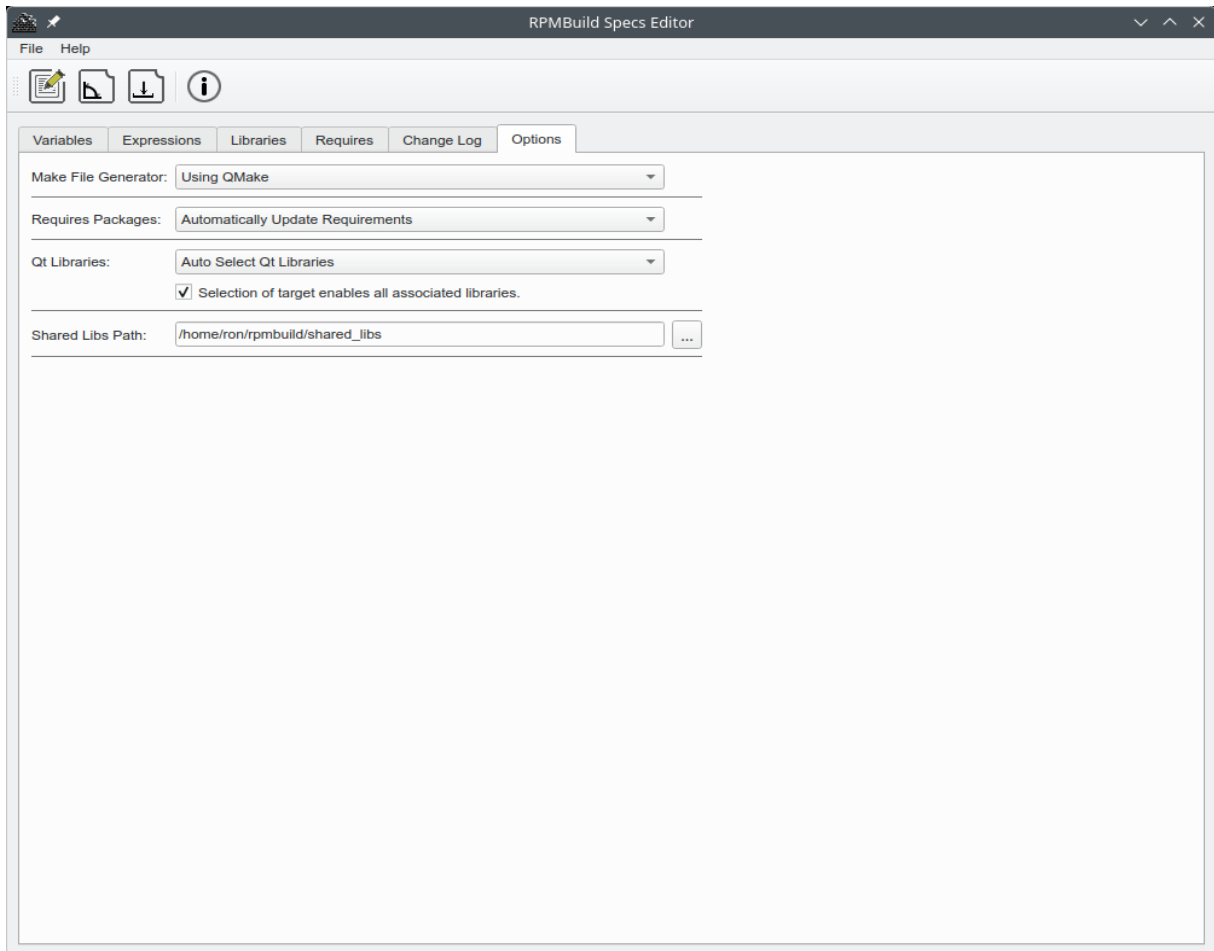 RPMBuild Specs Editor
File Help
Variables Expressions Libraries Requires Change Log Options
Make File Generator: Using QMake
Requires Packages: Automatically Update Requirements
Qt Libraries: Auto Select Qt Libraries
Selection of target enables all associated libraries.
Shared Libs Path: /home/ron/rpmbuild/shared_libs ...